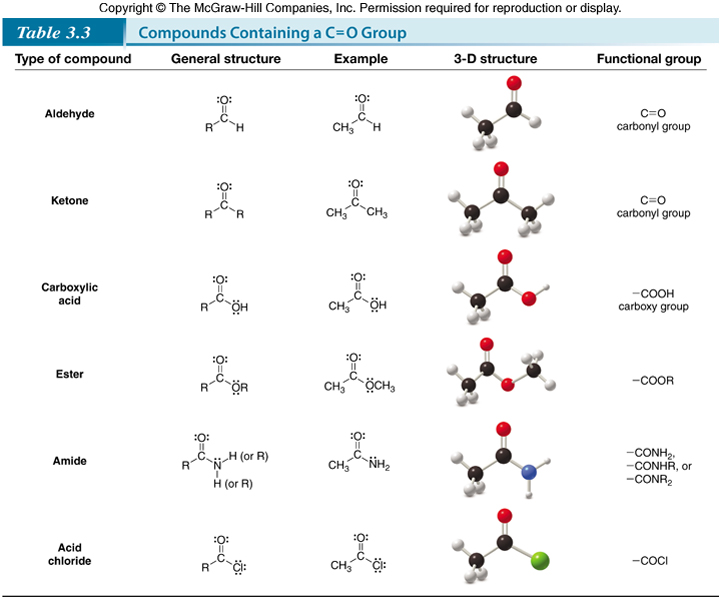 Copyright © The McGraw-Hill Companies, Inc. Permission required for reproduction or display.
Table 3.3 Compounds Containing a C=O Group
Type of compound General structure Example 3-D structure Functional group
Aldehyde
:O:
C
R H
:O:
C
CH₃ H
C=O
carbonyl group
Ketone
:O:
C
R R
:O:
C
CH₃ CH₃
C=O
carbonyl group
Carboxylic
acid
:O:
C
R ÖH
:O:
C
CH₃ ÖH
−COOH
carboxy group
Ester
:O:
C
R ÖR
:O:
C
CH₃ ÖCH₃
−COOR
Amide
:O:
C H (or R)
R N̈
H (or R)
:O:
C
CH₃ N̈H₂
−CONH₂,
−CONHR, or
−CONR₂
Acid
chloride
:O:
C
R C̈l:
:O:
C
CH₃ C̈l:
−COCl